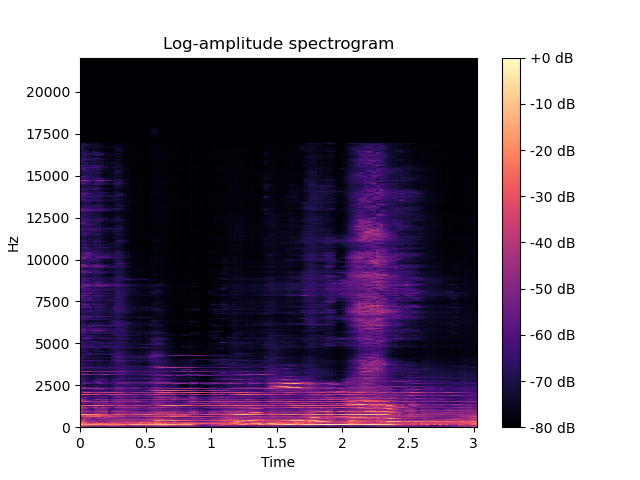 Log-amplitude spectrogram
Hz
20000
17500
15000
12500
10000
7500
5000
2500
0
0 0.5 1 1.5 2 2.5 3
Time
+0 dB
-10 dB
-20 dB
-30 dB
-40 dB
-50 dB
-60 dB
-70 dB
-80 dB